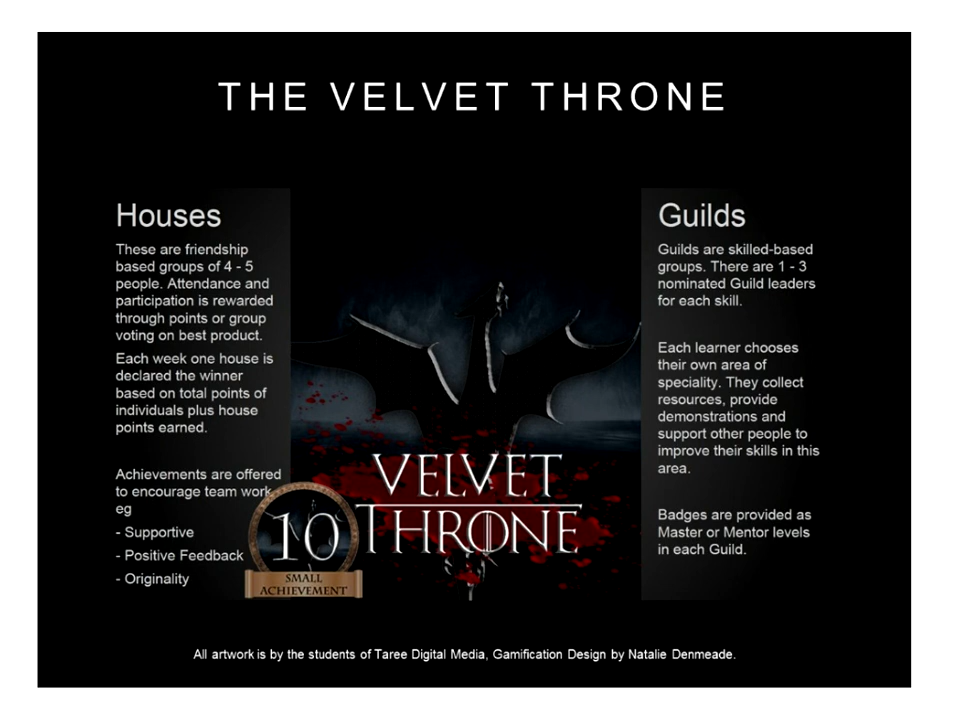 THE VELVET THRONE
Houses
These are friendship
based groups of 4 - 5
people. Attendance and
participation is rewarded
through points or group
voting on best product.
Each week one house is
declared the winner
based on total points of
individuals plus house
points earned.
Achievements are offered
to encourage team work
eg
- Supportive
- Positive Feedback
- Originality
10
SMALL
ACHIEVEMENT
VELVET
THRONE
Guilds
Guilds are skilled-based
groups. There are 1 - 3
nominated Guild leaders
for each skill.
Each learner chooses
their own area of
speciality. They collect
resources, provide
demonstrations and
support other people to
improve their skills in this
area.
Badges are provided as
Master or Mentor levels
in each Guild.
All artwork is by the students of Taree Digital Media, Gamification Design by Natalie Denmeade.